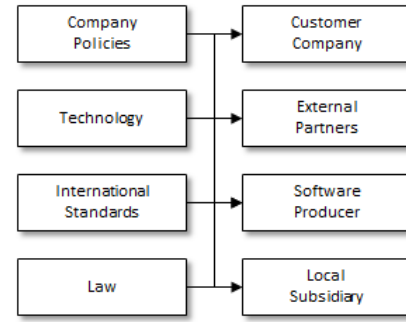 Company
Policies
Customer
Company
Technology
External
Partners
International
Standards
Software
Producer
Law
Local
Subsidiary